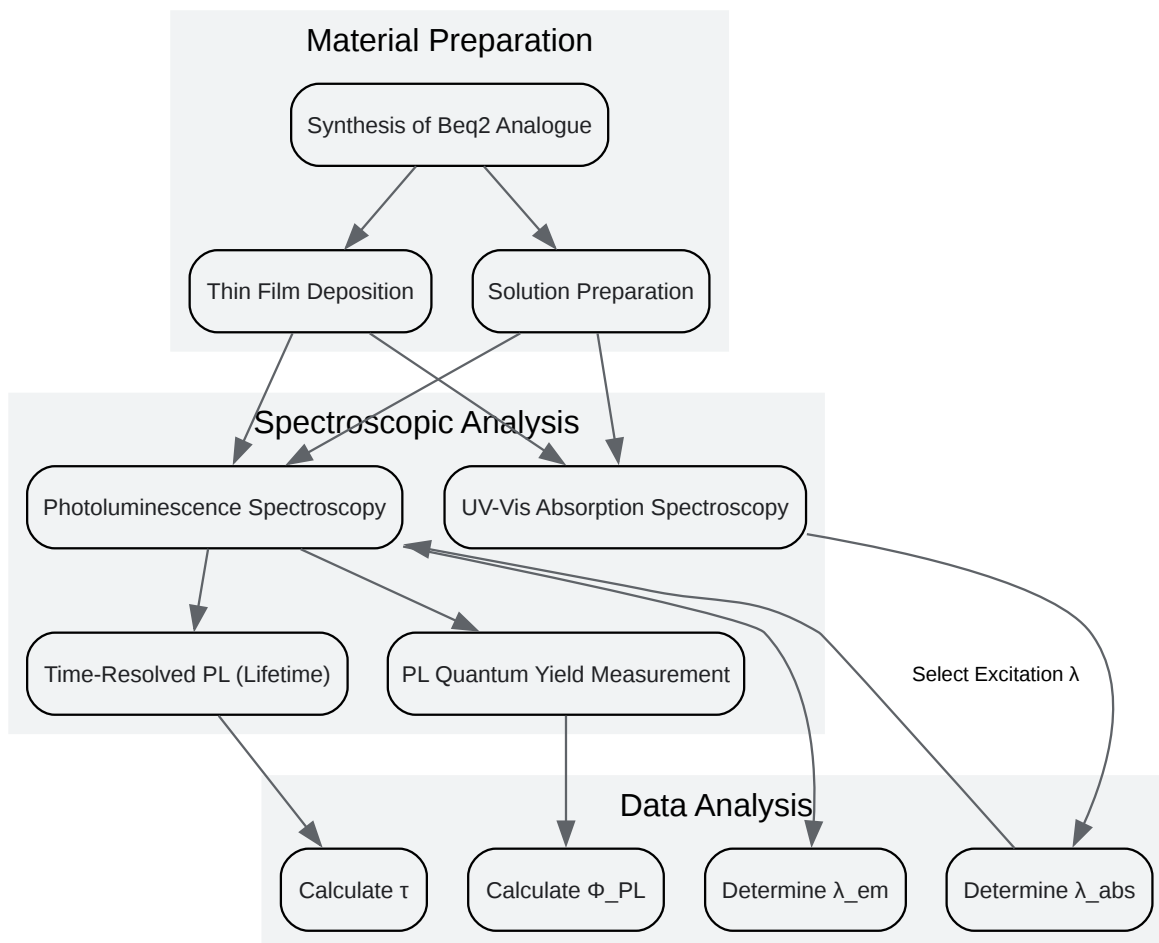 Material Preparation
Synthesis of Beq2 Analogue
Thin Film Deposition
Solution Preparation
Spectroscopic Analysis
Photoluminescence Spectroscopy
UV-Vis Absorption Spectroscopy
Time-Resolved PL (Lifetime)
PL Quantum Yield Measurement
Select Excitation λ
Data Analysis
Calculate τ
Calculate Φ_PL
Determine λ_em
Determine λ_abs